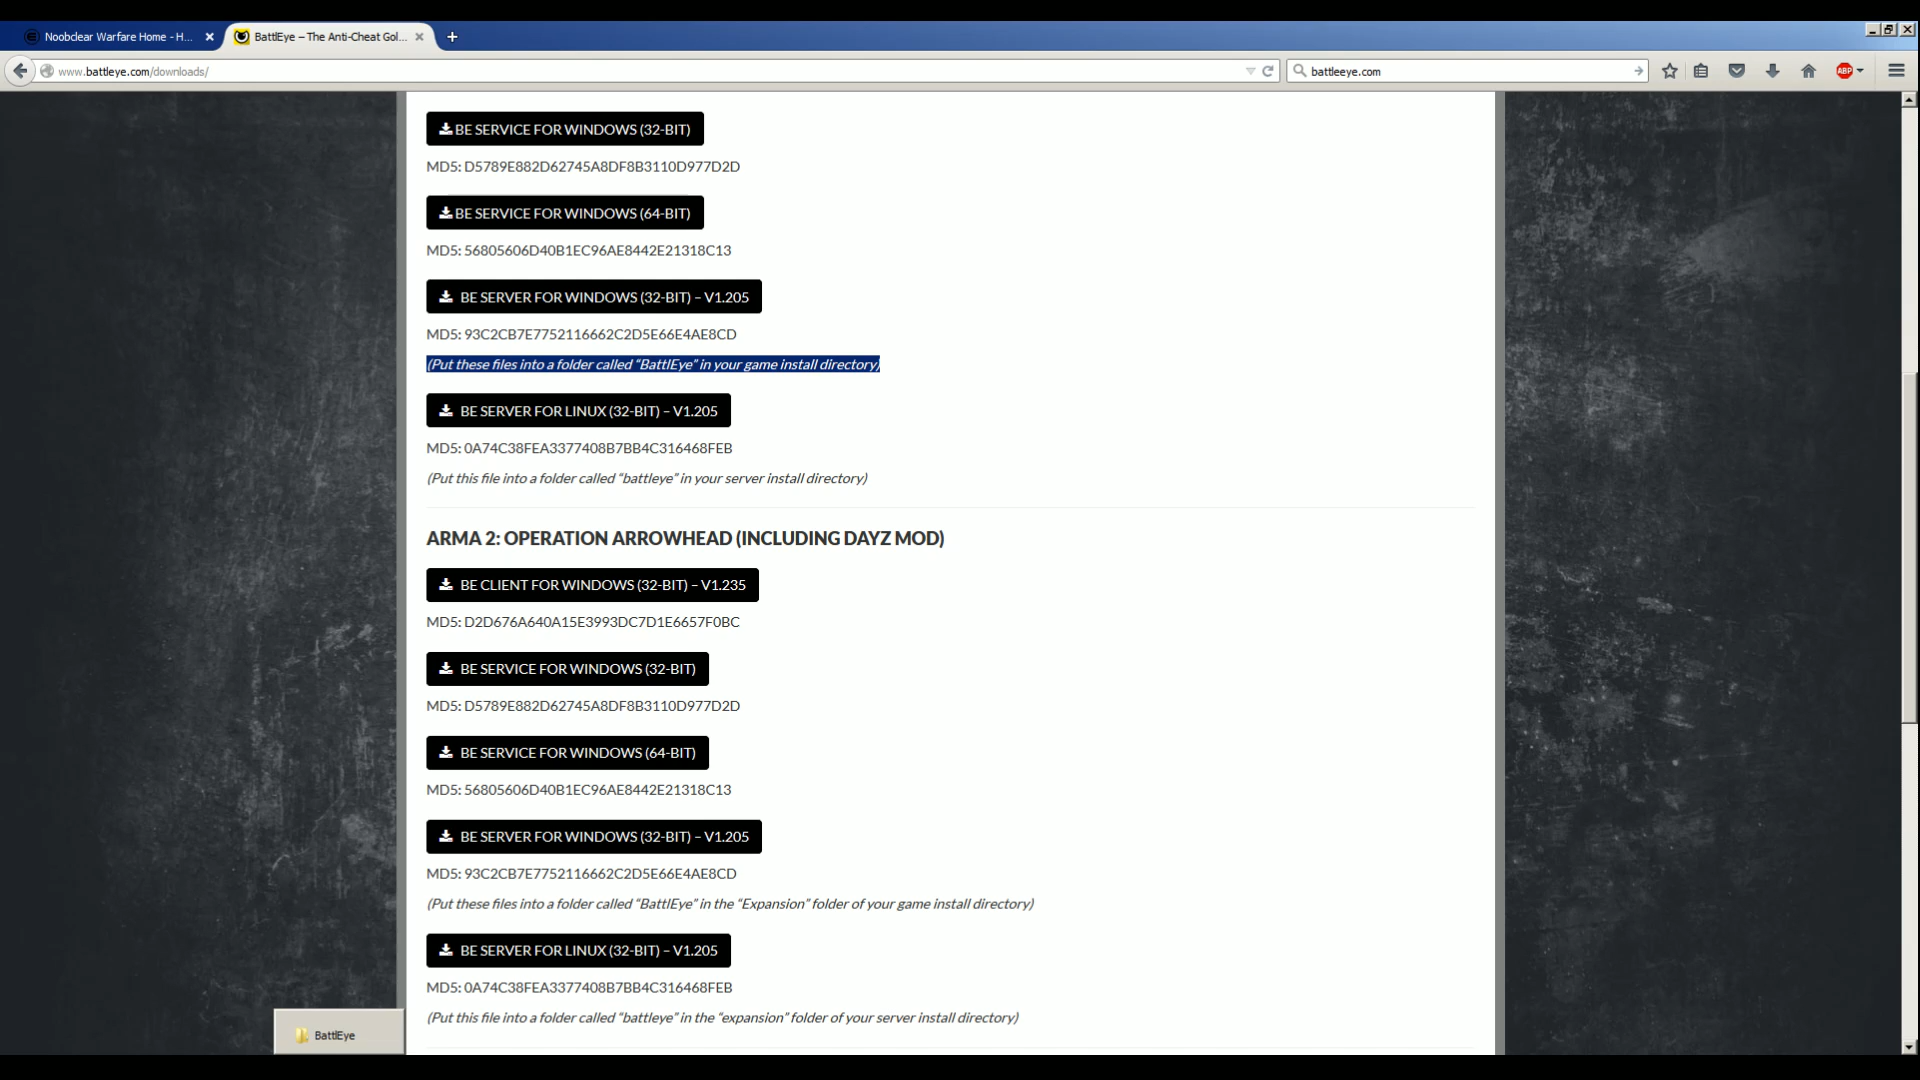 Noobclear Warfare Home - H...
BattlEye – The Anti-Cheat Gol...
www.battleye.com/downloads/
battleeye.com
ABP
BE SERVICE FOR WINDOWS (32-BIT)
MD5: D5789E882D62745A8DF8B3110D977D2D
BE SERVICE FOR WINDOWS (64-BIT)
MD5: 56805606D40B1EC96AE8442E21318C13
BE SERVER FOR WINDOWS (32-BIT) – V1.205
MD5: 93C2CB7E7752116662C2D5E66E4AE8CD
(Put these files into a folder called “BattlEye” in your game install directory)
BE SERVER FOR LINUX (32-BIT) – V1.205
MD5: 0A74C38FEA3377408B7BB4C316468FEB
(Put this file into a folder called “battleye” in your server install directory)
ARMA 2: OPERATION ARROWHEAD (INCLUDING DAYZ MOD)
BE CLIENT FOR WINDOWS (32-BIT) – V1.235
MD5: D2D676A640A15E3993DC7D1E6657F0BC
BE SERVICE FOR WINDOWS (32-BIT)
MD5: D5789E882D62745A8DF8B3110D977D2D
BE SERVICE FOR WINDOWS (64-BIT)
MD5: 56805606D40B1EC96AE8442E21318C13
BE SERVER FOR WINDOWS (32-BIT) – V1.205
MD5: 93C2CB7E7752116662C2D5E66E4AE8CD
(Put these files into a folder called “BattlEye” in the “Expansion” folder of your game install directory)
BE SERVER FOR LINUX (32-BIT) – V1.205
MD5: 0A74C38FEA3377408B7BB4C316468FEB
(Put this file into a folder called “battleye” in the “expansion” folder of your server install directory)
BattlEye